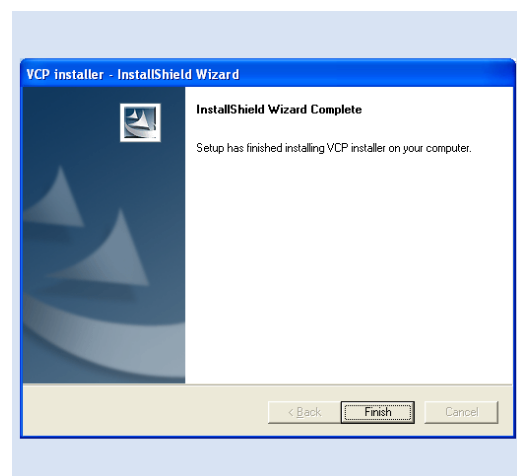 VCP installer - InstallShield Wizard
InstallShield Wizard Complete
Setup has finished installing VCP installer on your computer.
< Back
Finish
Cancel